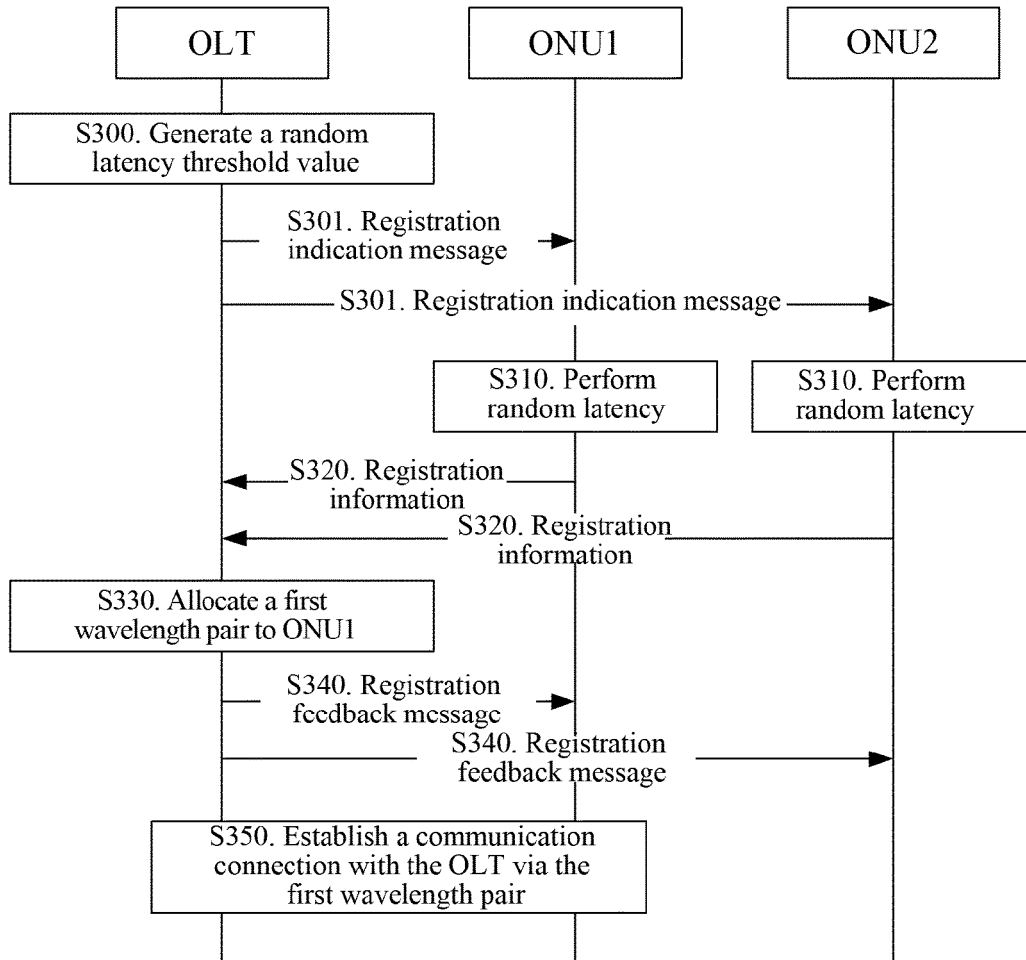 OLT
ONU1
ONU2
S300. Generate a random
latency threshold value
S301. Registration
indication message
S301. Registration indication message
S310. Perform
random latency
S310. Perform
random latency
S320. Registration
information
S320. Registration
information
S330. Allocate a first
wavelength pair to ONU1
S340. Registration
feedback message
S340. Registration
feedback message
S350. Establish a communication
connection with the OLT via the
first wavelength pair